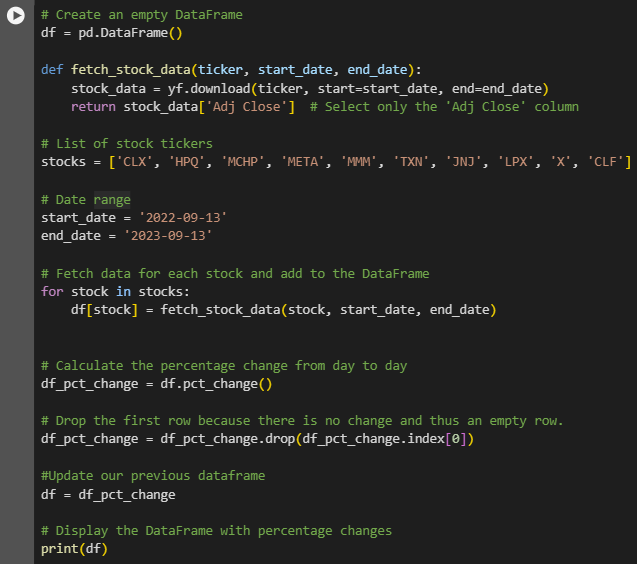 # Create an empty DataFrame
df = pd.DataFrame()
def fetch_stock_data(ticker, start_date, end_date):
    stock_data = yf.download(ticker, start=start_date, end=end_date)
    return stock_data['Adj Close']  # Select only the 'Adj Close' column
# List of stock tickers
stocks = ['CLX', 'HPQ', 'MCHP', 'META', 'MMM', 'TXN', 'JNJ', 'LPX', 'X', 'CLF']
# Date range
start_date = '2022-09-13'
end_date = '2023-09-13'
# Fetch data for each stock and add to the DataFrame
for stock in stocks:
    df[stock] = fetch_stock_data(stock, start_date, end_date)
# Calculate the percentage change from day to day
df_pct_change = df.pct_change()
# Drop the first row because there is no change and thus an empty row.
df_pct_change = df_pct_change.drop(df_pct_change.index[0])
#Update our previous dataframe
df = df_pct_change
# Display the DataFrame with percentage changes
print(df)